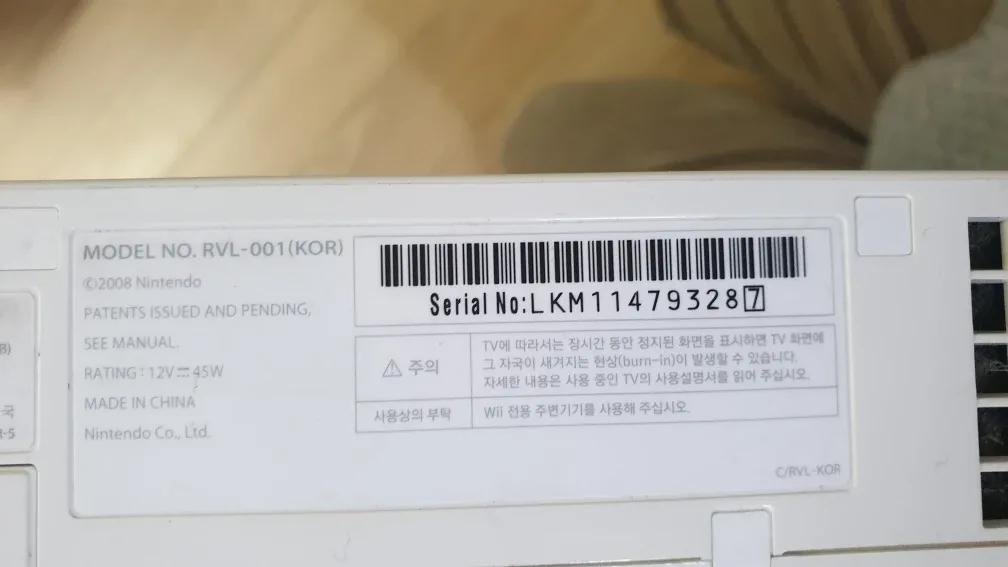 MODEL NO. RVL-001(KOR)
©2008 Nintendo
PATENTS ISSUED AND PENDING,
SEE MANUAL.
RATING : 12V⎓45W
MADE IN CHINA
Nintendo Co., Ltd.
Serial No:LKM114793287
⚠ 주의
TV에 따라서는 장시간 동안 정지된 화면을 표시하면 TV 화면에
그 자국이 새겨지는 현상(burn-in)이 발생할 수 있습니다.
자세한 내용은 사용 중인 TV의 사용설명서를 읽어 주십시오.
사용상의 부탁
Wii 전용 주변기기를 사용해 주십시오.
C/RVL-KOR
B)
국
-5